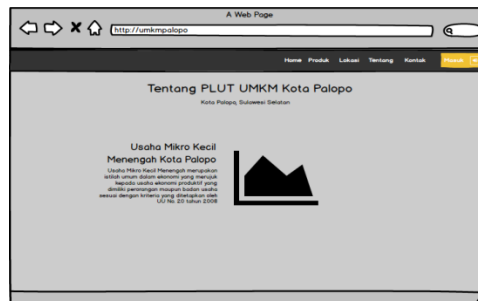 A Web Page
http://umkmpalopo
Home Produk Lokasi Tentang Kontak Masuk
Tentang PLUT UMKM Kota Palopo
Kota Palopo, Sulawesi Selatan
Usaha Mikro Kecil
Menengah Kota Palopo
Usaha Mikro Kecil Menengah merupakan
istilah umum dalam ekonomi yang merujuk
kepada usaha ekonomi produktif yang
dimiliki perorangan maupun badan usaha
sesuai dengan kriteria yang ditetapkan oleh
UU No. 20 tahun 2008